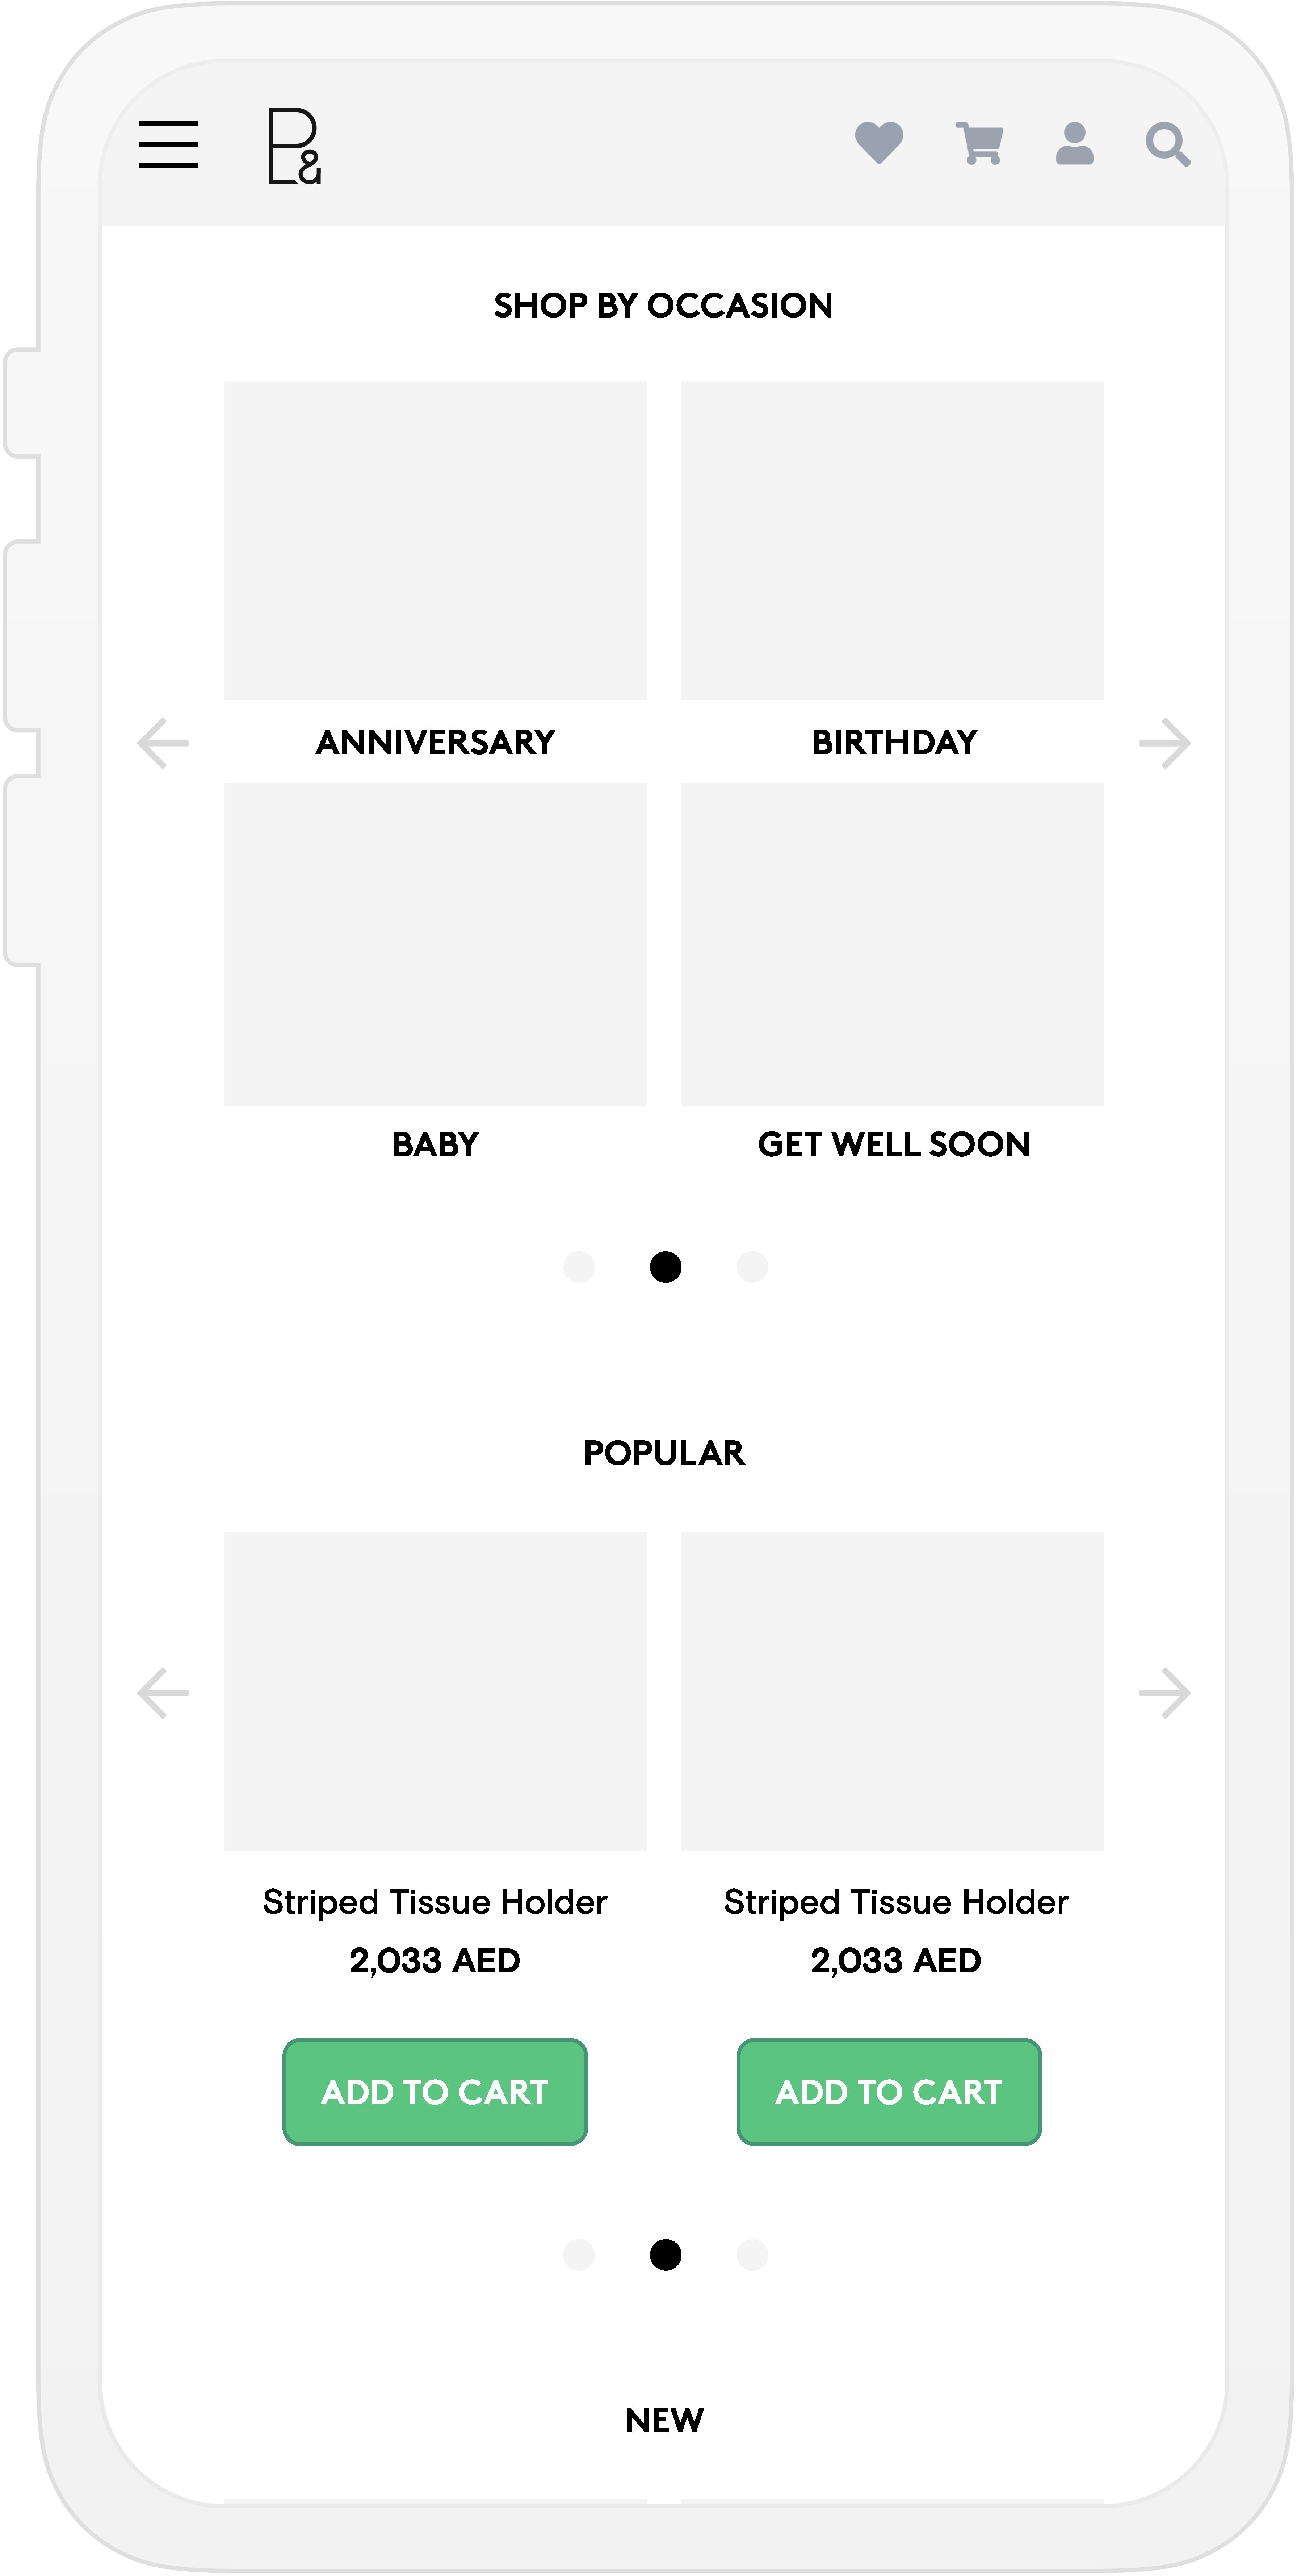 P&
SHOP BY OCCASION
ANNIVERSARY
BIRTHDAY
BABY
GET WELL SOON
POPULAR
Striped Tissue Holder
Striped Tissue Holder
2,033 AED
2,033 AED
ADD TO CART
ADD TO CART
NEW